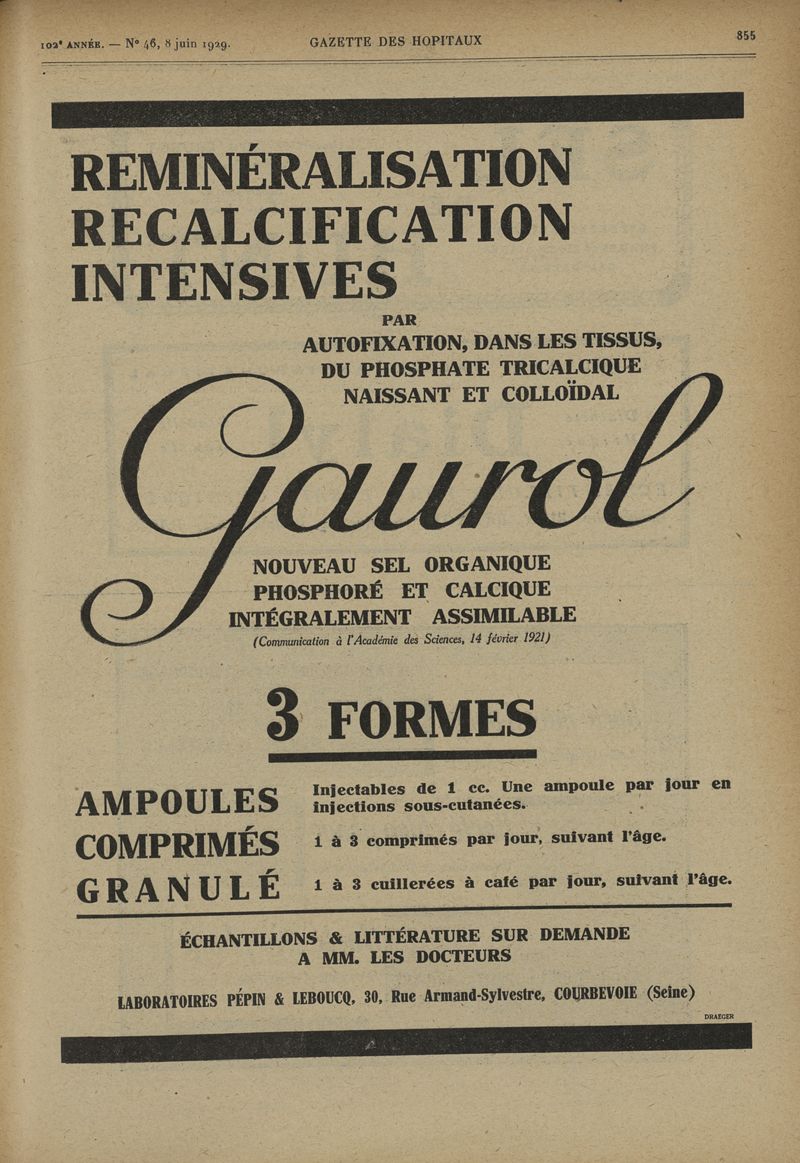 102ᵉ ANNÉE. — Nº 46, 8 juin 1929. GAZETTE DES HOPITAUX 855
REMINÉRALISATION
RECALCIFICATION
INTENSIVES
PAR
AUTOFIXATION, DANS LES TISSUS,
DU PHOSPHATE TRICALCIQUE
NAISSANT ET COLLOÏDAL
Gaurol
NOUVEAU SEL ORGANIQUE
PHOSPHORÉ ET CALCIQUE
INTÉGRALEMENT ASSIMILABLE
(Communication à l'Académie des Sciences, 14 février 1921)
3 FORMES
AMPOULES Injectables de 1 cc. Une ampoule par jour en
injections sous-cutanées.
COMPRIMÉS 1 à 3 comprimés par jour, suivant l'âge.
GRANULÉ 1 à 3 cuillerées à café par jour, suivant l'âge.
ÉCHANTILLONS & LITTÉRATURE SUR DEMANDE
A MM. LES DOCTEURS
LABORATOIRES PÉPIN & LEBOUCQ, 30, Rue Armand-Sylvestre, COURBEVOIE (Seine)
DRAEGER